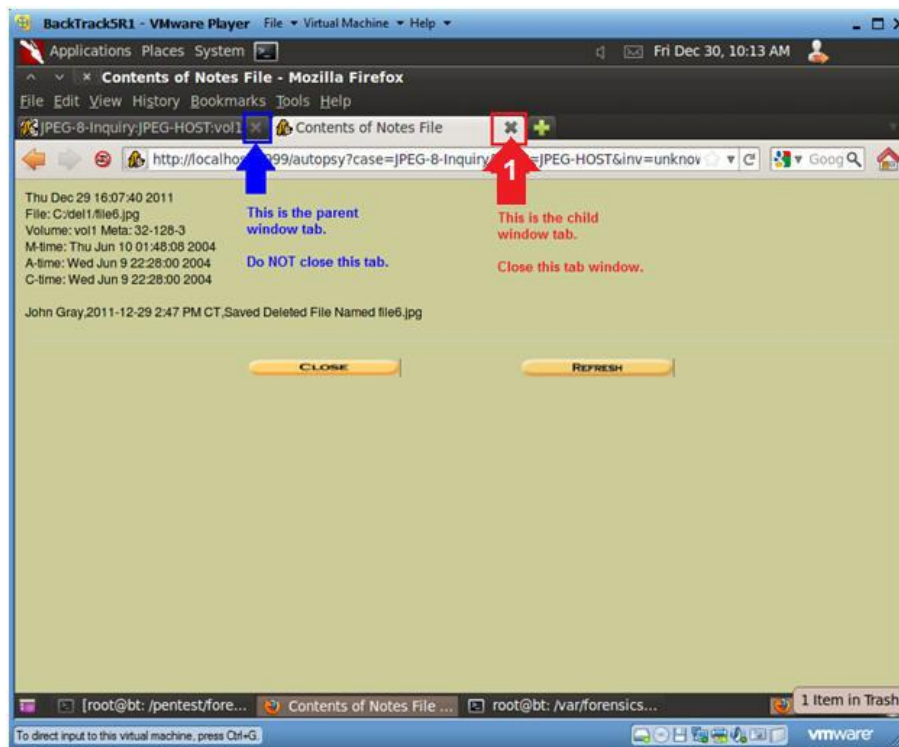 BackTrack5R1 - VMware Player File Virtual Machine Help
Applications Places System Fri Dec 30, 10:13 AM
Contents of Notes File - Mozilla Firefox
File Edit View History Bookmarks Tools Help
JPEG-8-Inquiry:JPEG-HOST:vol1 Contents of Notes File
http://localhos 999/autopsy?case=JPEG-8-Inquiry =JPEG-HOST&inv=unknov Goog
1
Thu Dec 29 16:07:40 2011
File: C:/del1/file6.jpg
Volume: vol1 Meta: 32-128-3
M-time: Thu Jun 10 01:48:08 2004
A-time: Wed Jun 9 22:28:00 2004
C-time: Wed Jun 9 22:28:00 2004
This is the parent
window tab.
Do NOT close this tab.
This is the child
window tab.
Close this tab window.
John Gray,2011-12-29 2:47 PM CT,Saved Deleted File Named file6.jpg
CLOSE REFRESH
[root@bt: /pentest/fore... Contents of Notes File ... root@bt: /var/forensics... 1 Item in Trash
To direct input to this virtual machine, press Ctrl+G. vmware